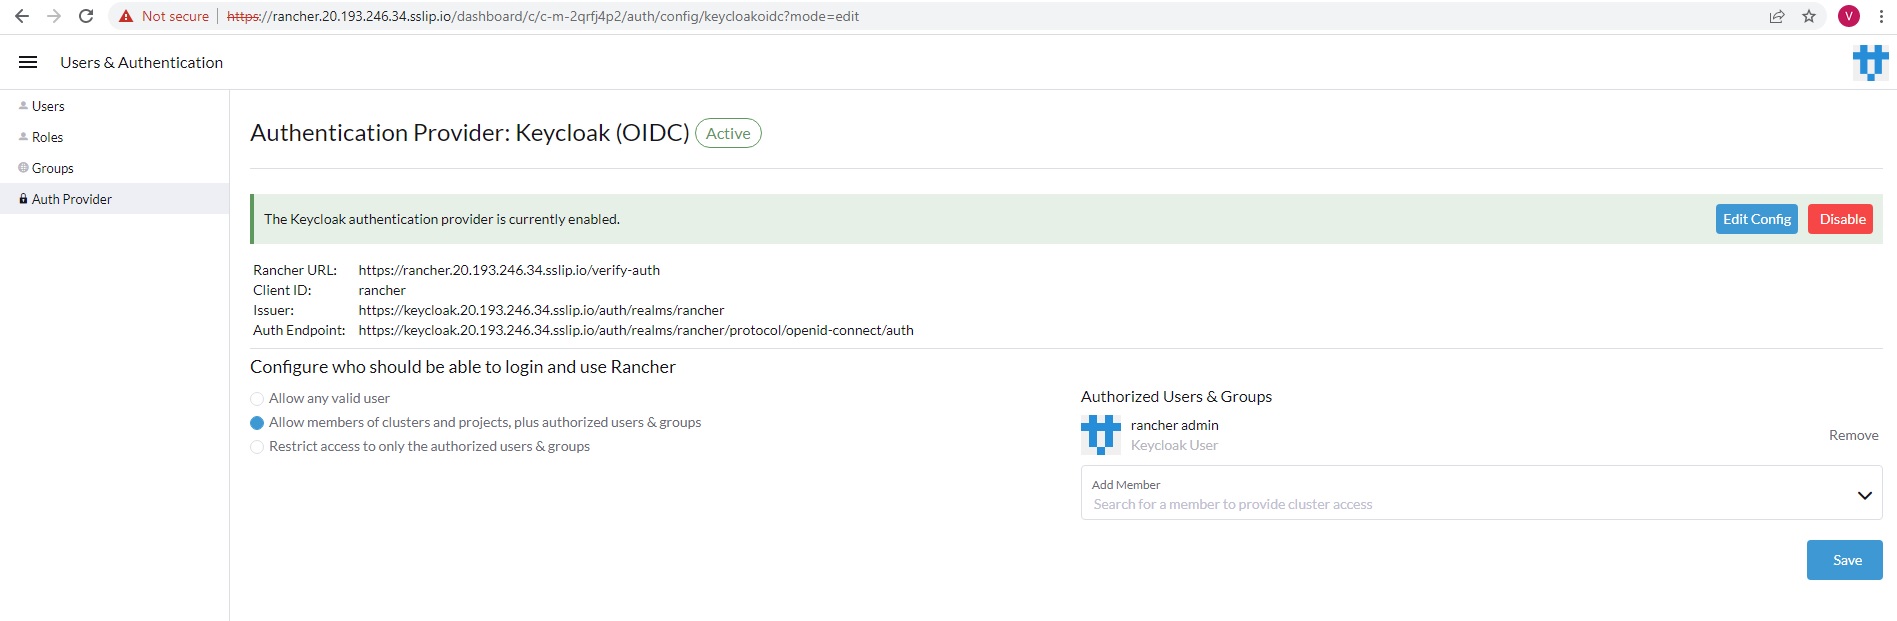 Not secure | https://rancher.20.193.246.34.sslip.io/dashboard/c/c-m-2qrfj4p2/auth/config/keycloakoidc?mode=edit
V
Users & Authentication
Users
Roles
Groups
Auth Provider
Authentication Provider: Keycloak (OIDC) Active
The Keycloak authentication provider is currently enabled.
Edit Config
Disable
Rancher URL: https://rancher.20.193.246.34.sslip.io/verify-auth
Client ID: rancher
Issuer: https://keycloak.20.193.246.34.sslip.io/auth/realms/rancher
Auth Endpoint: https://keycloak.20.193.246.34.sslip.io/auth/realms/rancher/protocol/openid-connect/auth
Configure who should be able to login and use Rancher
Allow any valid user
Allow members of clusters and projects, plus authorized users & groups
Restrict access to only the authorized users & groups
Authorized Users & Groups
rancher admin
Keycloak User
Remove
Add Member
Search for a member to provide cluster access
Save